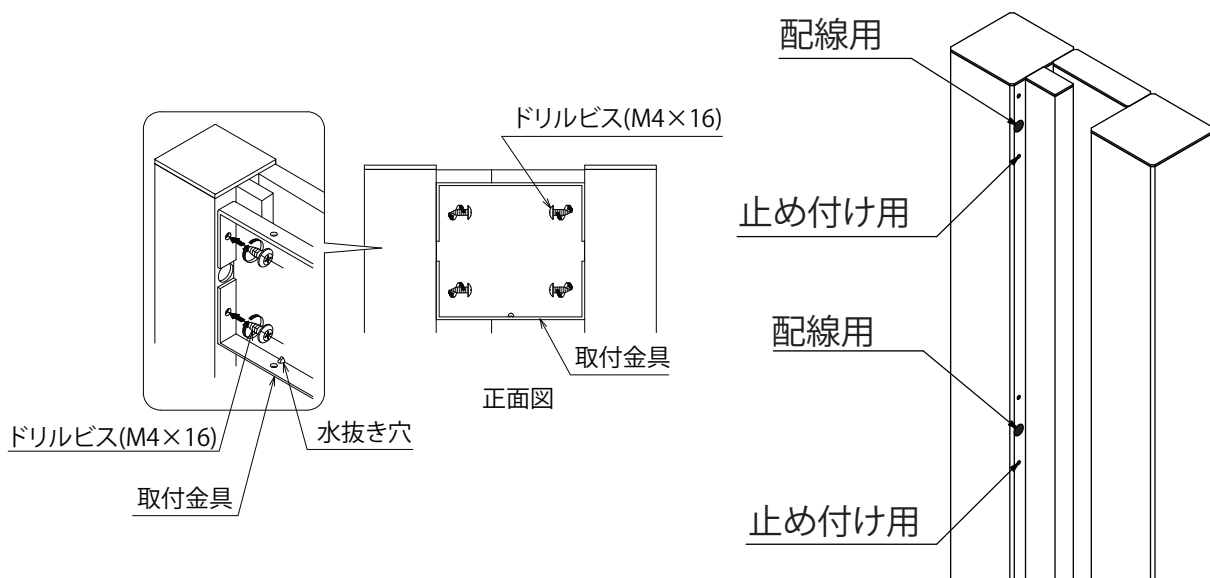 ドリルビス(M4×16)
取付金具
正面図
ドリルビス(M4×16)
水抜き穴
取付金具
配線用
止め付け用
配線用
止め付け用